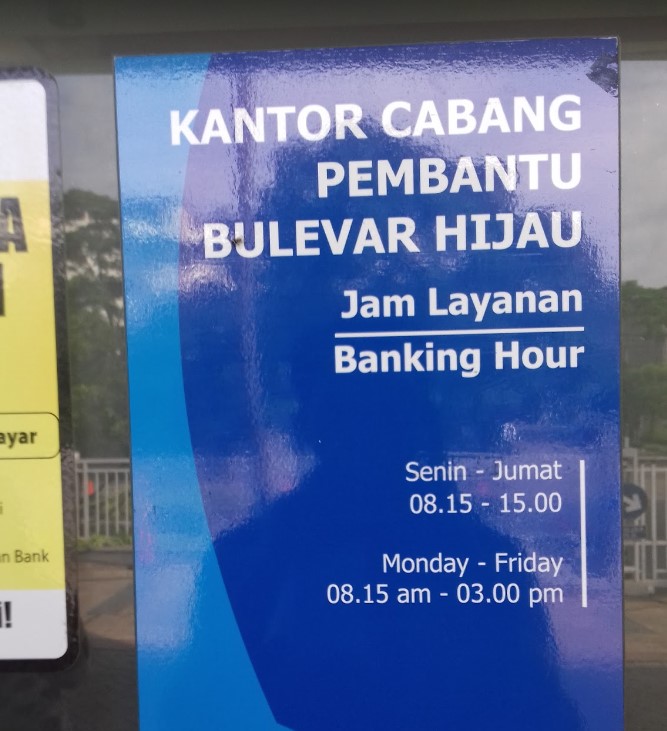 KANTOR CABANG
PEMBANTU
BULEVAR HIJAU
Jam Layanan
Banking Hour
Senin - Jumat
08.15 - 15.00
Monday - Friday
08.15 am - 03.00 pm
Bank